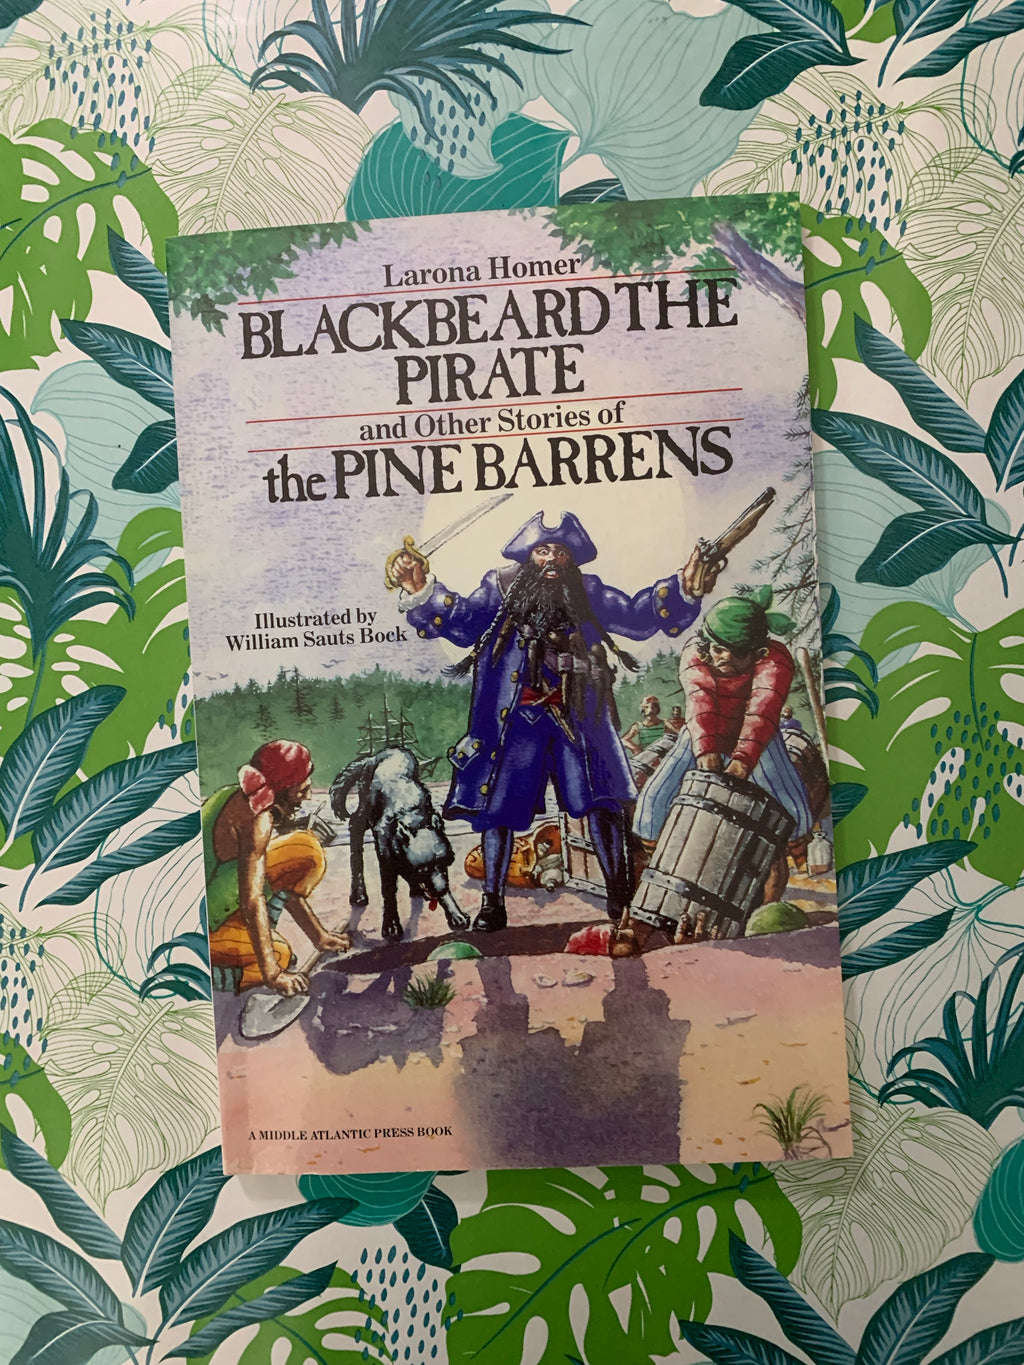 Larona Homer
BLACKBEARD THE
PIRATE
and Other Stories of
the PINE BARRENS
Illustrated by
William Sauts Bock
A MIDDLE ATLANTIC PRESS BOOK